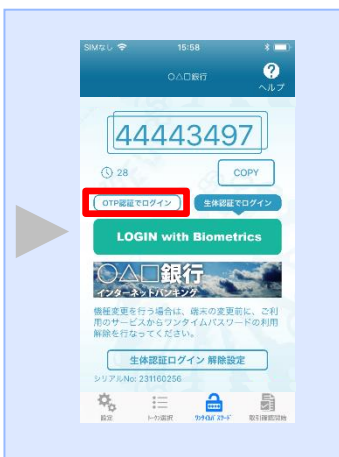 SIMなし 15:58
○△□銀行
ヘルプ
44443497
28 COPY
OTP認証でログイン 生体認証でログイン
LOGIN with Biometrics
○△□銀行
インターネットバンキング
機種変更を行う場合は、端末の変更前に、ご利
用のサービスからワンタイムパスワードの利用
解除を行なってください。
生体認証ログイン 解除設定
シリアルNo: 231160256
設定 トークン選択 ワンタイムパスワード 取引確認開始